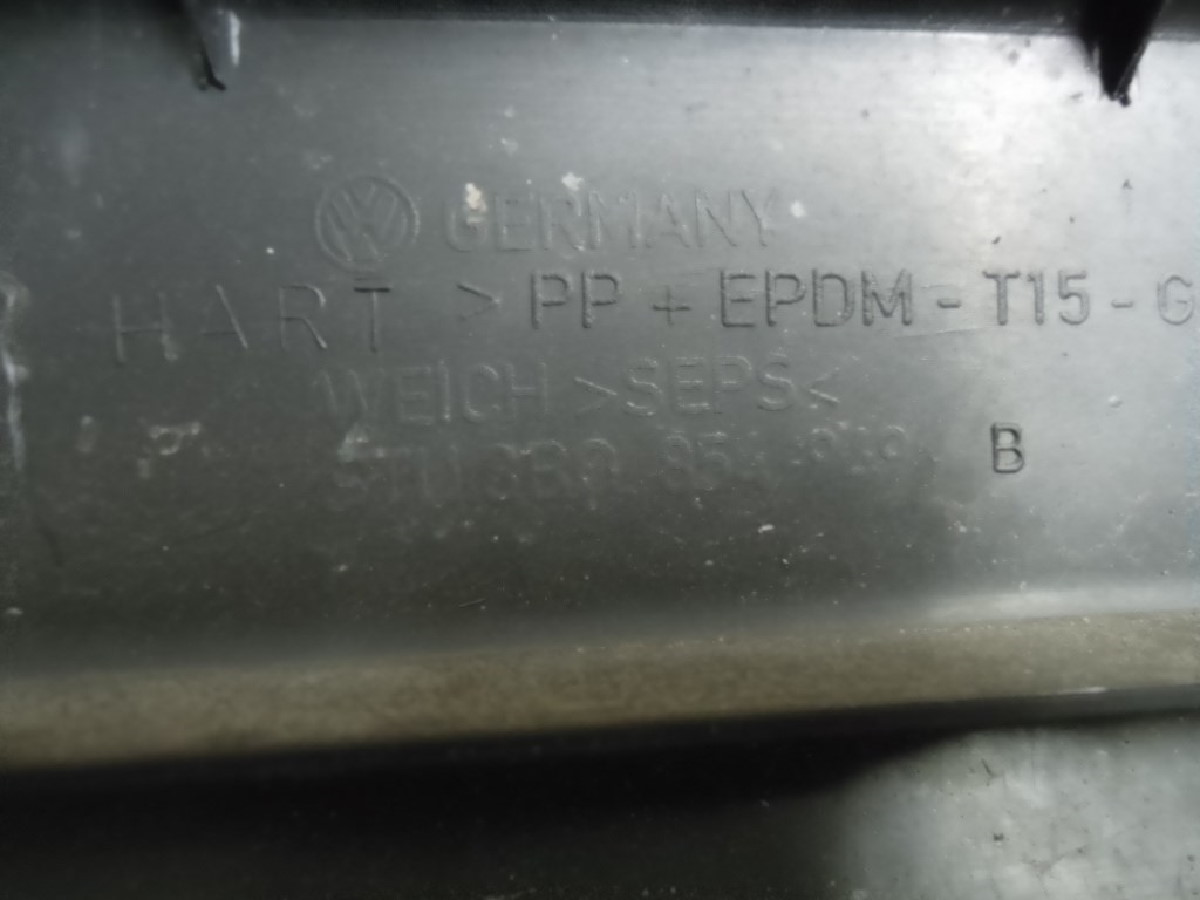 GERMANY
HART >PP + EPDM - T15 - G
WEICH >SEPS<
B